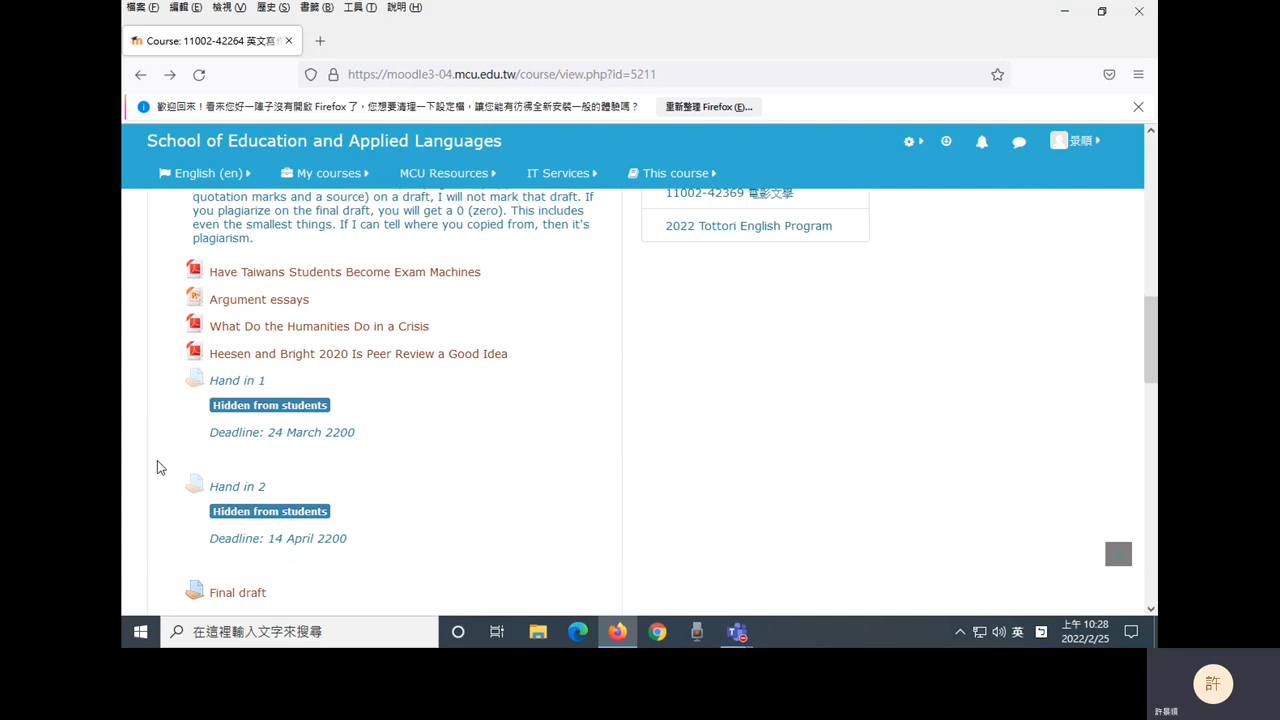 檔案 (F) 編輯 (E) 檢視 (V) 歷史 (S) 書籤 (B) 工具 (T) 說明 (H)
Course: 11002-42264 英文寫作
https://moodle3-04.mcu.edu.tw/course/view.php?id=5211
歡迎回來！看來您好一陣子沒有開啟 Firefox 了，您想要清理一下設定檔，讓您能有彷彿全新安裝一般的體驗嗎？ 重新整理 Firefox (E)...
School of Education and Applied Languages
景順
English (en) My courses MCU Resources IT Services This course
quotation marks and a source) on a draft, I will not mark that draft. If
you plagiarize on the final draft, you will get a 0 (zero). This includes
even the smallest things. If I can tell where you copied from, then it's
plagiarism.
11002-42369 電影文學
2022 Tottori English Program
Have Taiwans Students Become Exam Machines
Argument essays
What Do the Humanities Do in a Crisis
Heesen and Bright 2020 Is Peer Review a Good Idea
Hand in 1
Hidden from students
Deadline: 24 March 2200
Hand in 2
Hidden from students
Deadline: 14 April 2200
Final draft
在這裡輸入文字來搜尋
英
上午 10:28
2022/2/25
許
許景順